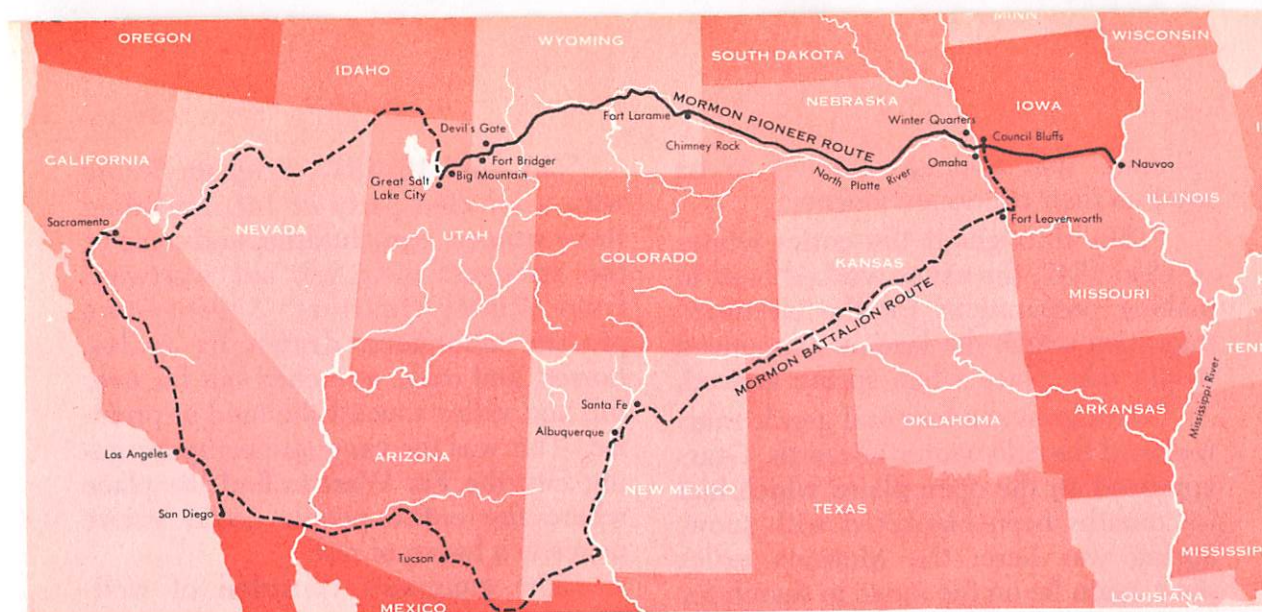 OREGON
IDAHO
WYOMING
SOUTH DAKOTA
MINN
WISCONSIN
NEBRASKA
IOWA
CALIFORNIA
NEVADA
UTAH
COLORADO
KANSAS
MISSOURI
ILLINOIS
ARIZONA
NEW MEXICO
OKLAHOMA
TEXAS
ARKANSAS
TEN
MISSISSIP
LOUISIANA
MEXICO
MORMON PIONEER ROUTE
MORMON BATTALION ROUTE
Devil's Gate
Fort Bridger
Big Mountain
Great Salt
Lake City
Fort Laramie
Chimney Rock
North Platte River
Winter Quarters
Council Bluffs
Omaha
Nauvoo
Fort Leavenworth
Sacramento
Los Angeles
San Diego
Tucson
Santa Fe
Albuquerque
Mississippi River